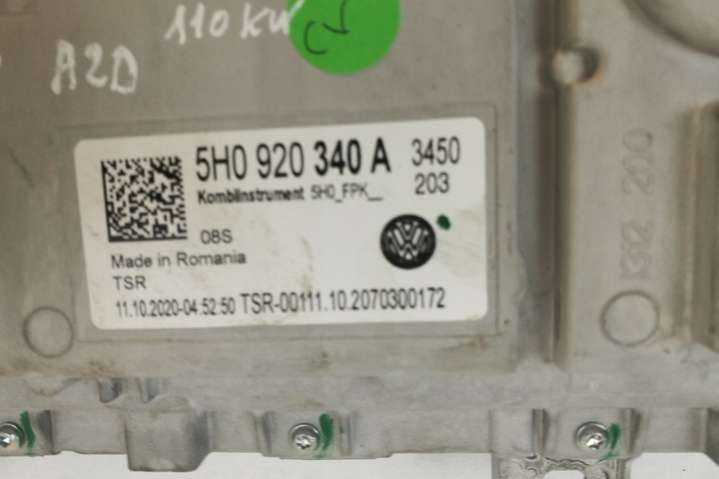 110 KW
A2D
5H0 920 340 A 3450
Kombiinstrument 5H0_FPK__ 203
08S
Made in Romania
TSR
11.10.2020-04:52:50 TSR-00111.10.2070300172